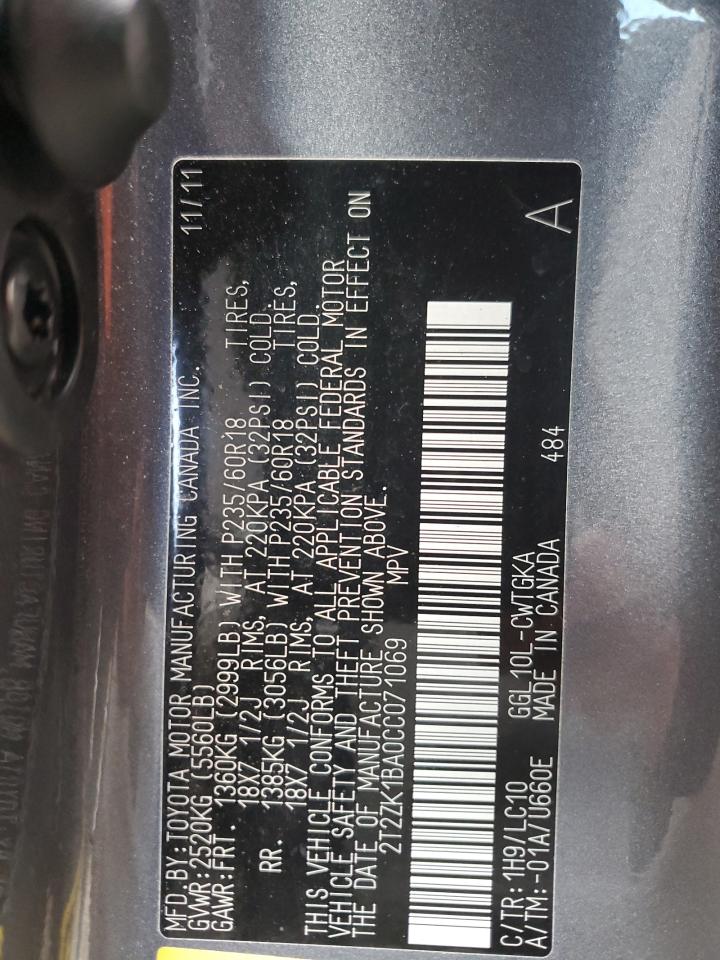 MFD.BY:TOYOTA MOTOR MANUFACTURING CANADA INC. 11/11
GVWR:2520KG (5560LB)
GAWR:FRT. 1360KG (2999LB) WITH P235/60R18 TIRES,
18X7 1/2J RIMS, AT 220KPA (32PSI) COLD.
RR. 1385KG (3056LB) WITH P235/60R18 TIRES,
18X7 1/2J RIMS, AT 220KPA (32PSI) COLD.
THIS VEHICLE CONFORMS TO ALL APPLICABLE FEDERAL MOTOR
VEHICLE SAFETY AND THEFT PREVENTION STANDARDS IN EFFECT ON
THE DATE OF MANUFACTURE SHOWN ABOVE.
2T2ZK1BA0CC071069 MPV
C/TR:1H9/LC10 GGL10L-CWTGKA A
A/TM:-01A/U660E MADE IN CANADA 484